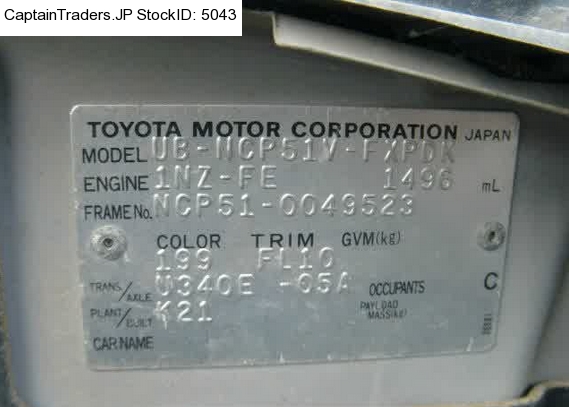 CaptainTraders.JP StockID: 5043
TOYOTA MOTOR CORPORATION JAPAN
MODEL UB-NCP51V-FXPDK
ENGINE 1NZ-FE 1496 mL
FRAME No. NCP51-0049523
COLOR TRIM GVM(kg)
199 FL10
TRANS/AXLE U340E -05A OCCUPANTS C
PLANT/BUILT K21 PAYLOAD MASS(kg)
CAR NAME